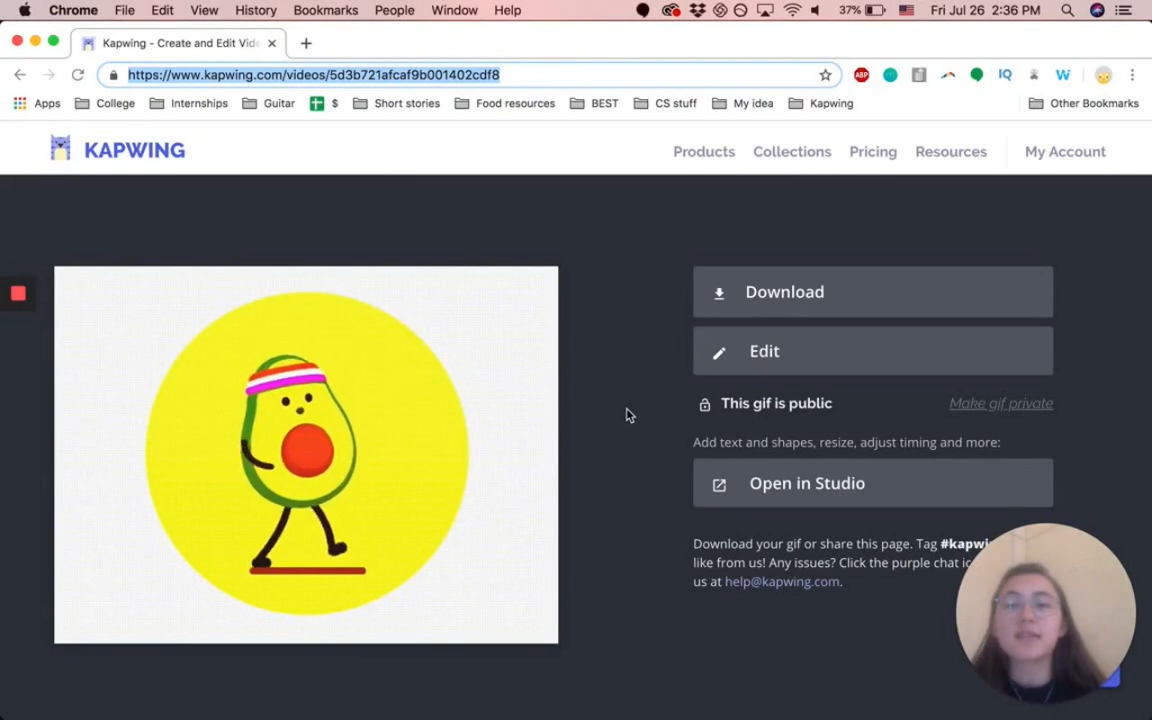 Chrome File Edit View History Bookmarks People Window Help 37% Fri Jul 26 2:36 PM
Kapwing - Create and Edit Vide
https://www.kapwing.com/videos/5d3b721afcaf9b001402cdf8 ABP IQ W
Apps College Internships Guitar $ Short stories Food resources BEST CS stuff My idea Kapwing Other Bookmarks
KAPWING Products Collections Pricing Resources My Account
Download
Edit
This gif is public Make gif private
Add text and shapes, resize, adjust timing and more:
Open in Studio
Download your gif or share this page. Tag #kapwi
like from us! Any issues? Click the purple chat ic
us at help@kapwing.com.